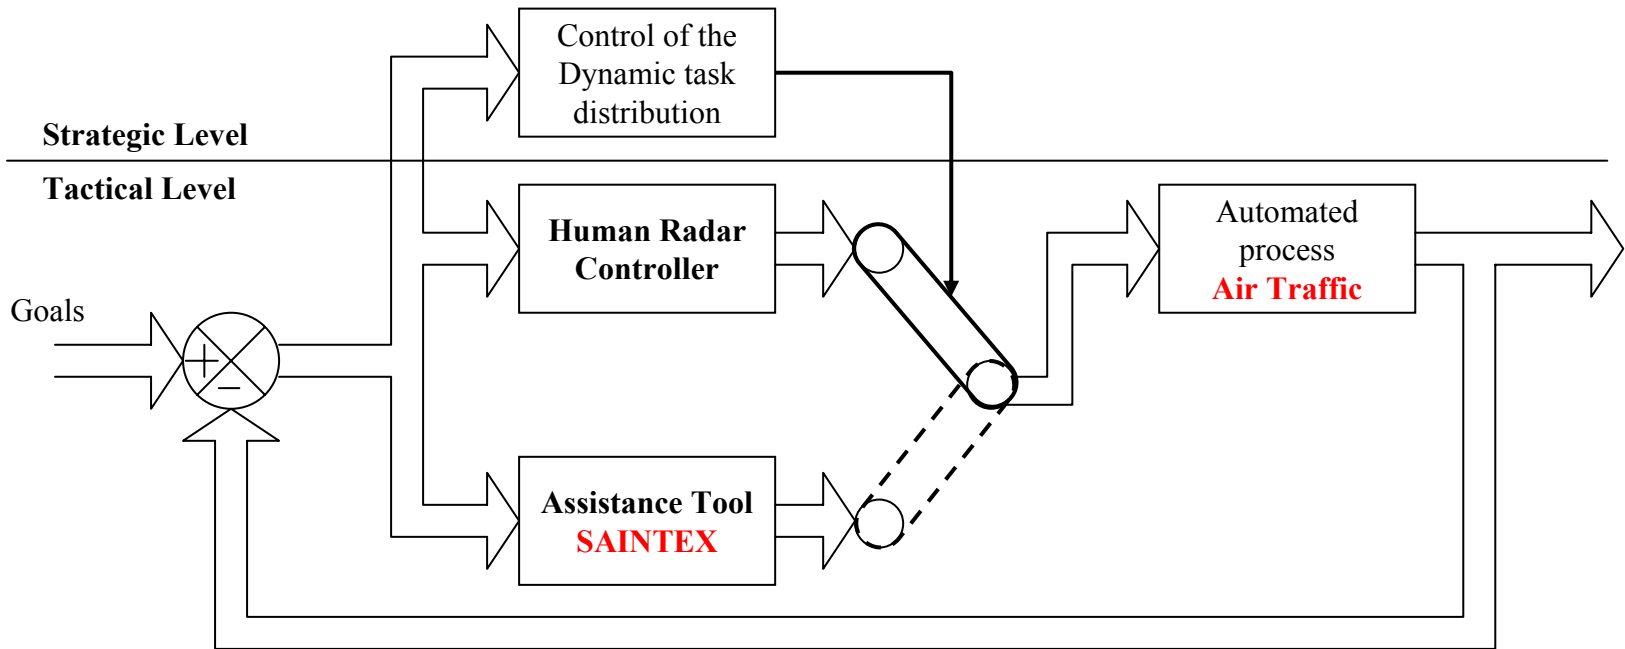 Control of the
Dynamic task
distribution
Strategic Level
Tactical Level
Human Radar
Controller
Automated
process
Air Traffic
Goals
+
−
Assistance Tool
SAINTEX